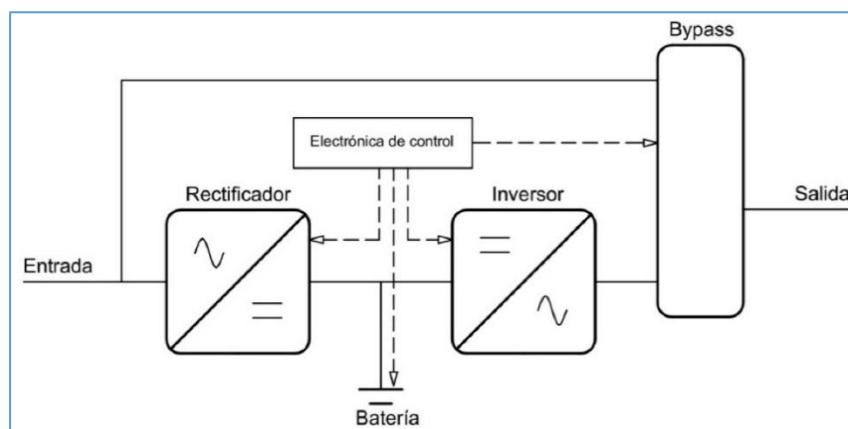 Bypass
Electrónica de control
Rectificador
Inversor
Salida
Entrada
Batería